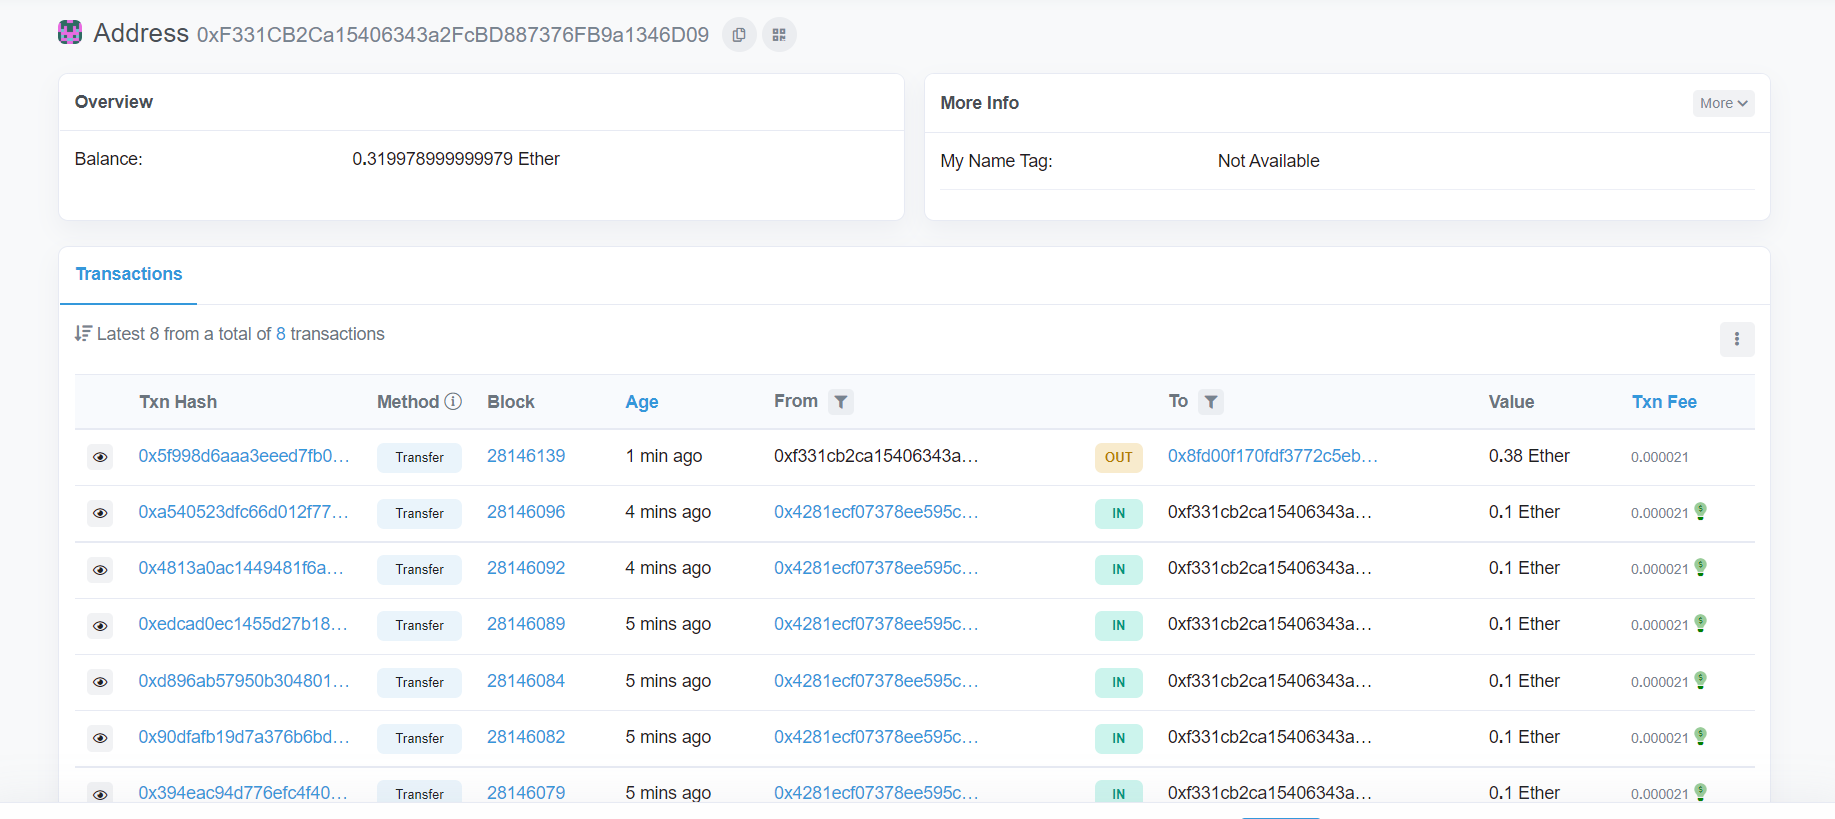 Address 0xF331CB2Ca15406343a2FcBD887376FB9a1346D09
Overview
Balance: 0.319978999999979 Ether
More Info More
My Name Tag: Not Available
Transactions
Latest 8 from a total of 8 transactions
Txn Hash Method Block Age From To Value Txn Fee
0x5f998d6aaa3eeed7fb0... Transfer 28146139 1 min ago 0xf331cb2ca15406343a... OUT 0x8fd00f170fdf3772c5eb... 0.38 Ether 0.000021
0xa540523dfc66d012f77... Transfer 28146096 4 mins ago 0x4281ecf07378ee595c... IN 0xf331cb2ca15406343a... 0.1 Ether 0.000021
0x4813a0ac1449481f6a... Transfer 28146092 4 mins ago 0x4281ecf07378ee595c... IN 0xf331cb2ca15406343a... 0.1 Ether 0.000021
0xedcad0ec1455d27b18... Transfer 28146089 5 mins ago 0x4281ecf07378ee595c... IN 0xf331cb2ca15406343a... 0.1 Ether 0.000021
0xd896ab57950b304801... Transfer 28146084 5 mins ago 0x4281ecf07378ee595c... IN 0xf331cb2ca15406343a... 0.1 Ether 0.000021
0x90dfafb19d7a376b6bd... Transfer 28146082 5 mins ago 0x4281ecf07378ee595c... IN 0xf331cb2ca15406343a... 0.1 Ether 0.000021
0x394eac94d776efc4f40... Transfer 28146079 5 mins ago 0x4281ecf07378ee595c... IN 0xf331cb2ca15406343a... 0.1 Ether 0.000021